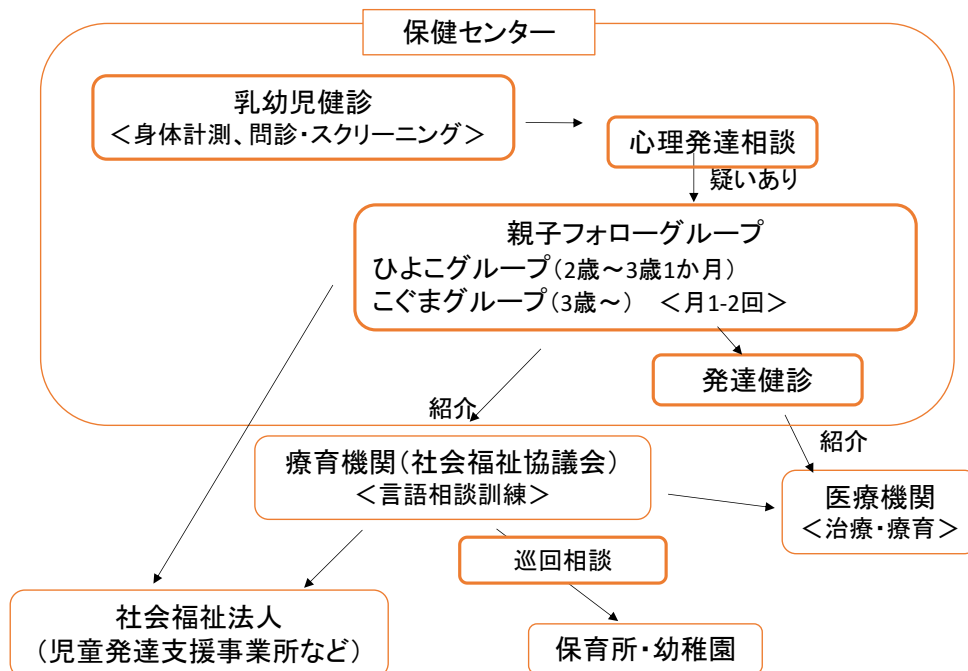 保健センター
乳幼児健診
＜身体計測、問診・スクリーニング＞
心理発達相談
疑いあり
親子フォローグループ
ひよこグループ（2歳～3歳1か月）
こぐまグループ（3歳～）　＜月1-2回＞
発達健診
紹介
紹介
療育機関（社会福祉協議会）
＜言語相談訓練＞
医療機関
＜治療・療育＞
巡回相談
社会福祉法人
（児童発達支援事業所など）
保育所・幼稚園